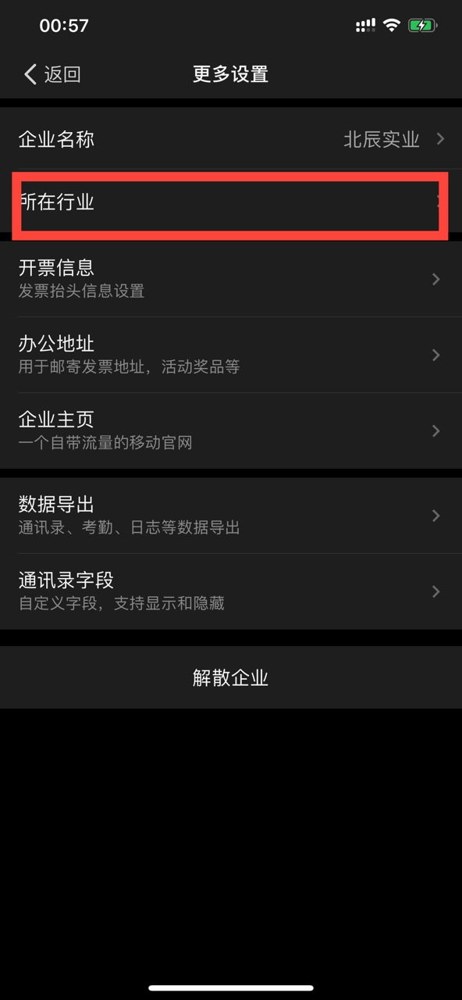 00:57
返回
更多设置
企业名称
北辰实业
所在行业
开票信息
发票抬头信息设置
办公地址
用于邮寄发票地址，活动奖品等
企业主页
一个自带流量的移动官网
数据导出
通讯录、考勤、日志等数据导出
通讯录字段
自定义字段，支持显示和隐藏
解散企业